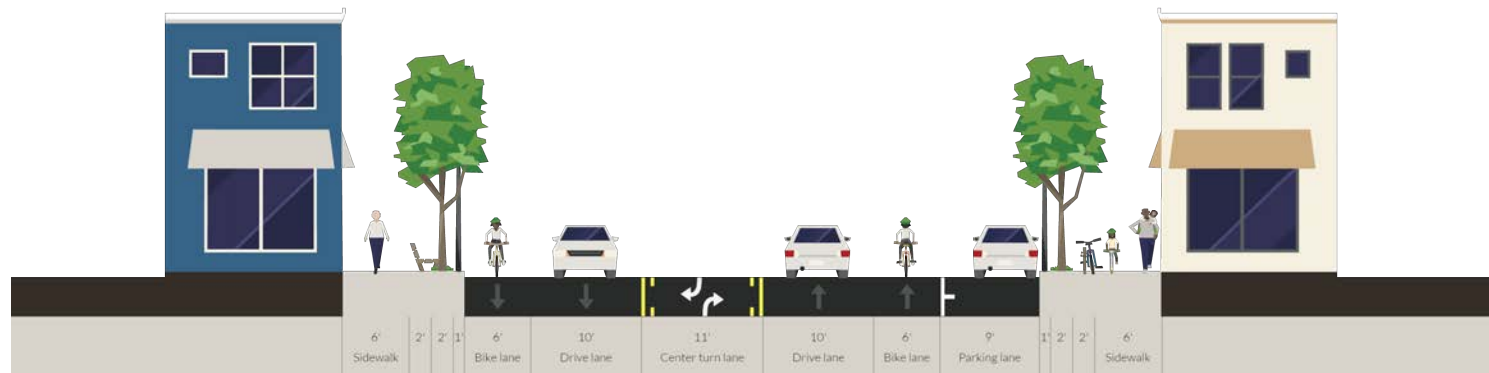 6' 2' 2' 1' 6' 10' 11' 10' 6' 9' 1' 2' 2' 6'
Sidewalk Bike lane Drive lane Center turn lane Drive lane Bike lane Parking lane Sidewalk